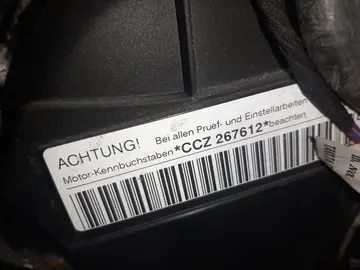 ACHTUNG! Bei allen Pruef- und Einstellarbeiten
Motor-Kennbuchstaben *CCZ 267612* beachten